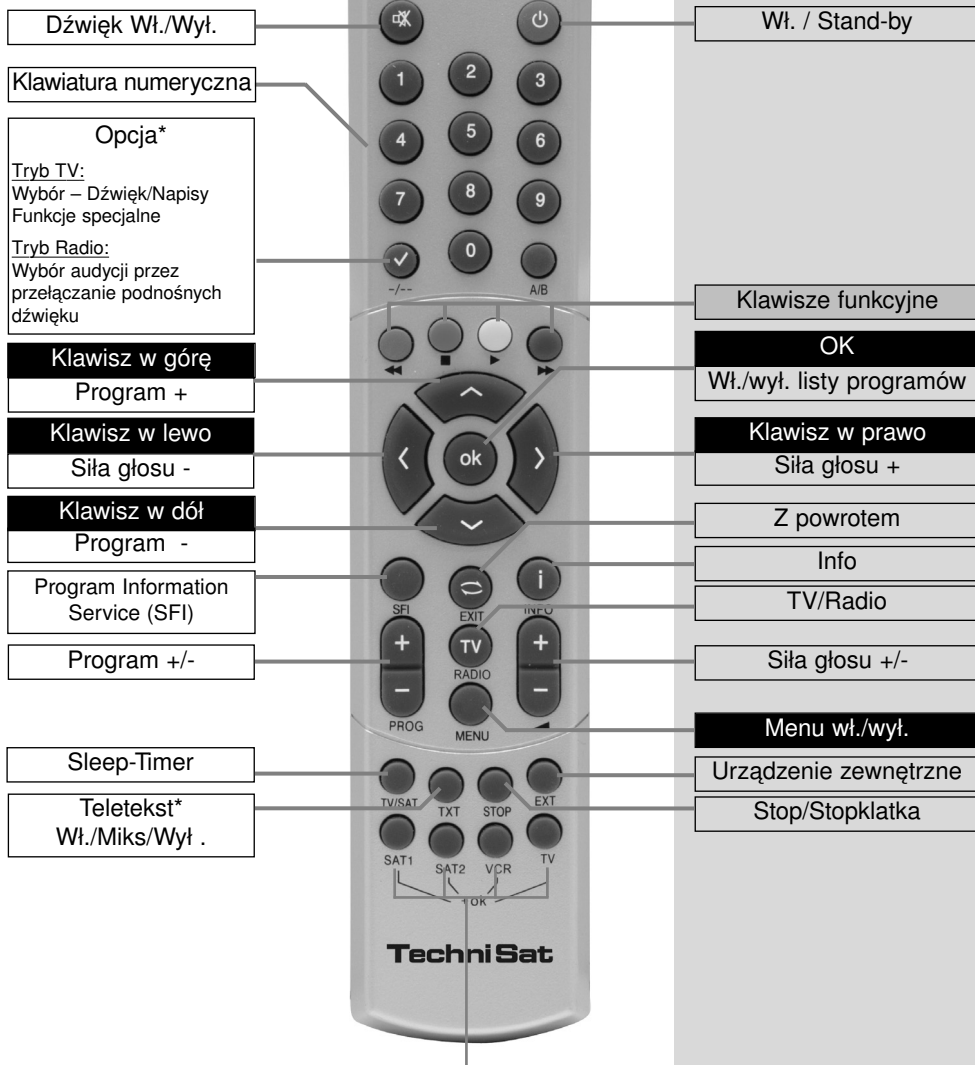 Dźwięk Wł./Wył.
Klawiatura numeryczna
Opcja*
Tryb TV:
Wybór – Dźwięk/Napisy
Funkcje specjalne
Tryb Radio:
Wybór audycji przez
przełączanie podnośnych
dźwięku
Klawisz w górę
Program +
Klawisz w lewo
Siła głosu -
Klawisz w dół
Program -
Program Information
Service (SFI)
Program +/-
Sleep-Timer
Teletekst*
Wł./Miks/Wył .
1 2 3
4 5 6
7 8 9
0
-/-- A/B
ok
SFI EXIT INFO
+ TV +
RADIO
- -
PROG MENU
TV/SAT TXT STOP EXT
SAT1 SAT2 VCR TV
+ OK
TechniSat
Wł. / Stand-by
Klawisze funkcyjne
OK
Wł./wył. listy programów
Klawisz w prawo
Siła głosu +
Z powrotem
Info
TV/Radio
Siła głosu +/-
Menu wł./wył.
Urządzenie zewnętrzne
Stop/Stopklatka